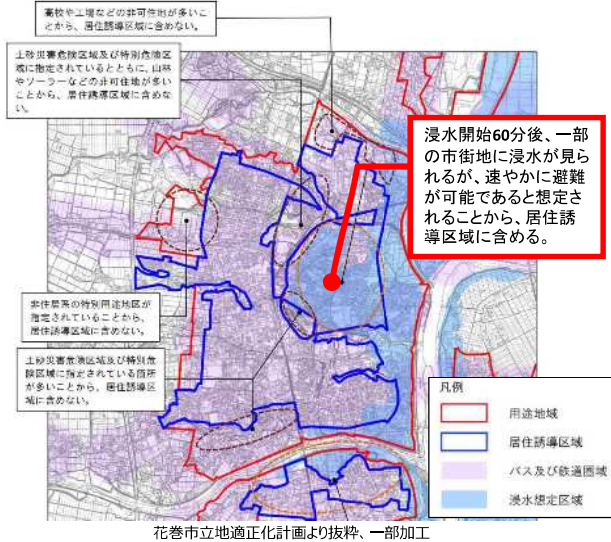 高校や工場などの非可住地が多いこ
とから、居住誘導区域に含めない。
土砂災害危険区域及び特別危険区
域に指定されているとともに、山林
やソーラーなどの非可住地が多い
ことから、居住誘導区域に含めな
い。
浸水開始60分後、一部
の市街地に浸水が見ら
れるが、速やかに避難
が可能であると想定さ
れることから、居住誘
導区域に含める。
非住居系の特別用途地区が
指定されていることから、
居住誘導区域に含めない。
土砂災害危険区域及び特別危
険区域に指定されている箇所
が多いことから、居住誘導区
域に含めない。
凡例
用途地域
居住誘導区域
バス及び鉄道圏域
浸水想定区域
花巻市立地適正化計画より抜粋、一部加工